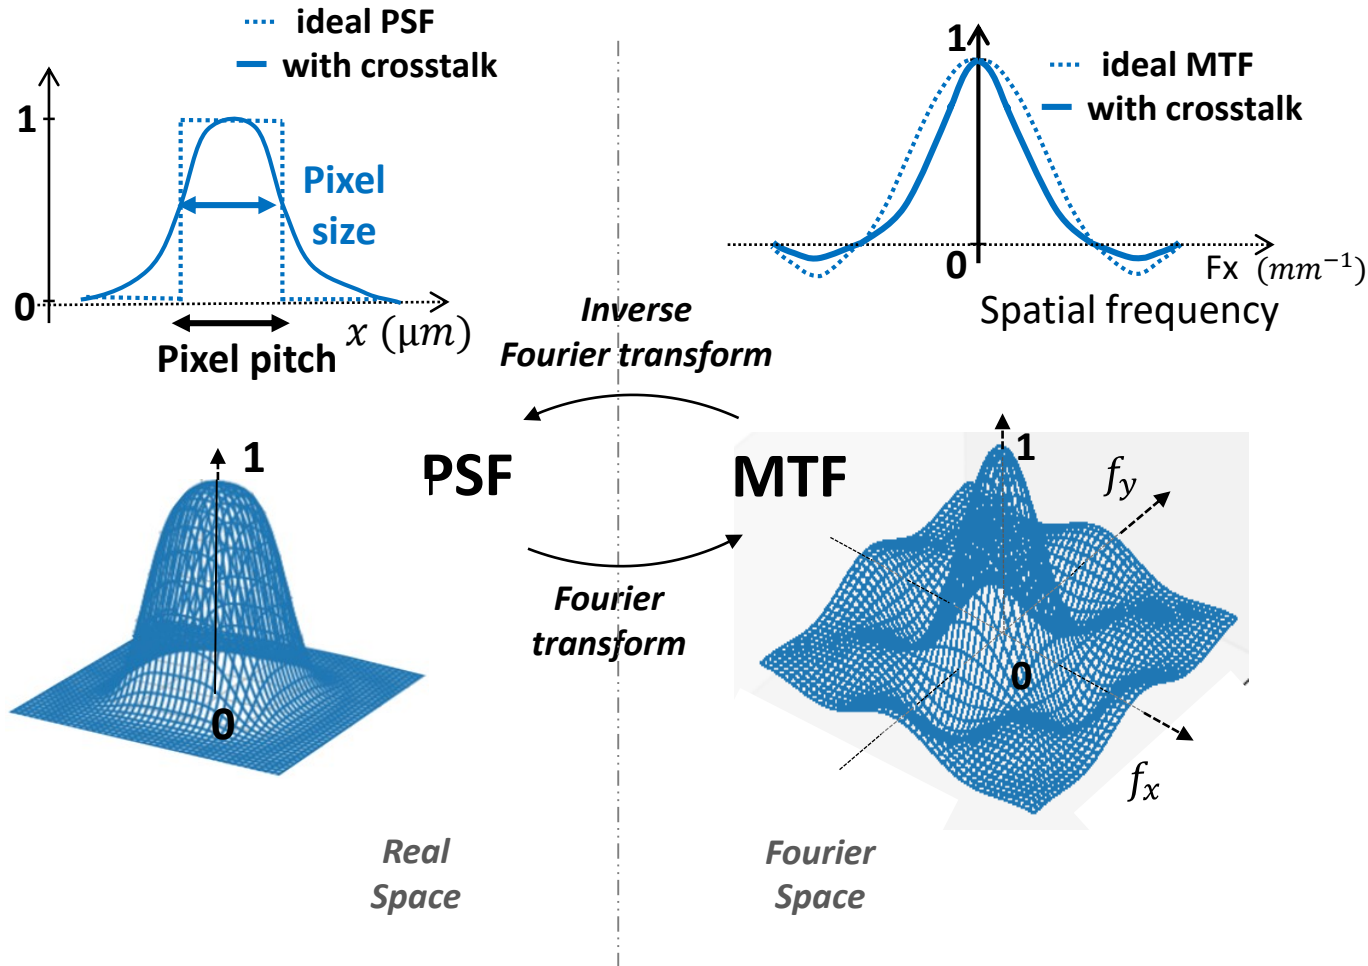 ideal PSF
with crosstalk
1
Pixel
size
0
x (μm)
Pixel pitch
1
ideal MTF
with crosstalk
0
Fx (mm⁻¹)
Spatial frequency
Inverse
Fourier transform
PSF
MTF
Fourier
transform
1
0
1
f_y
0
f_x
Real
Space
Fourier
Space